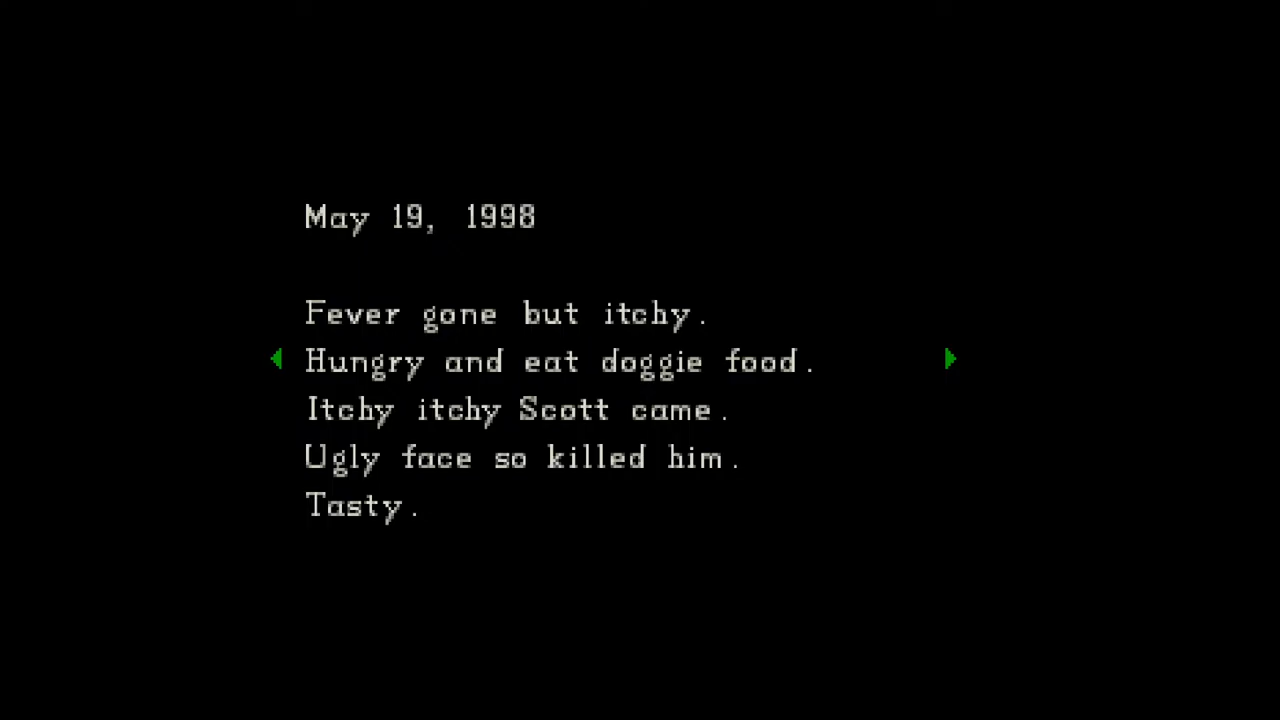 May 19, 1998
Fever gone but itchy.
Hungry and eat doggie food.
Itchy itchy Scott came.
Ugly face so killed him.
Tasty.